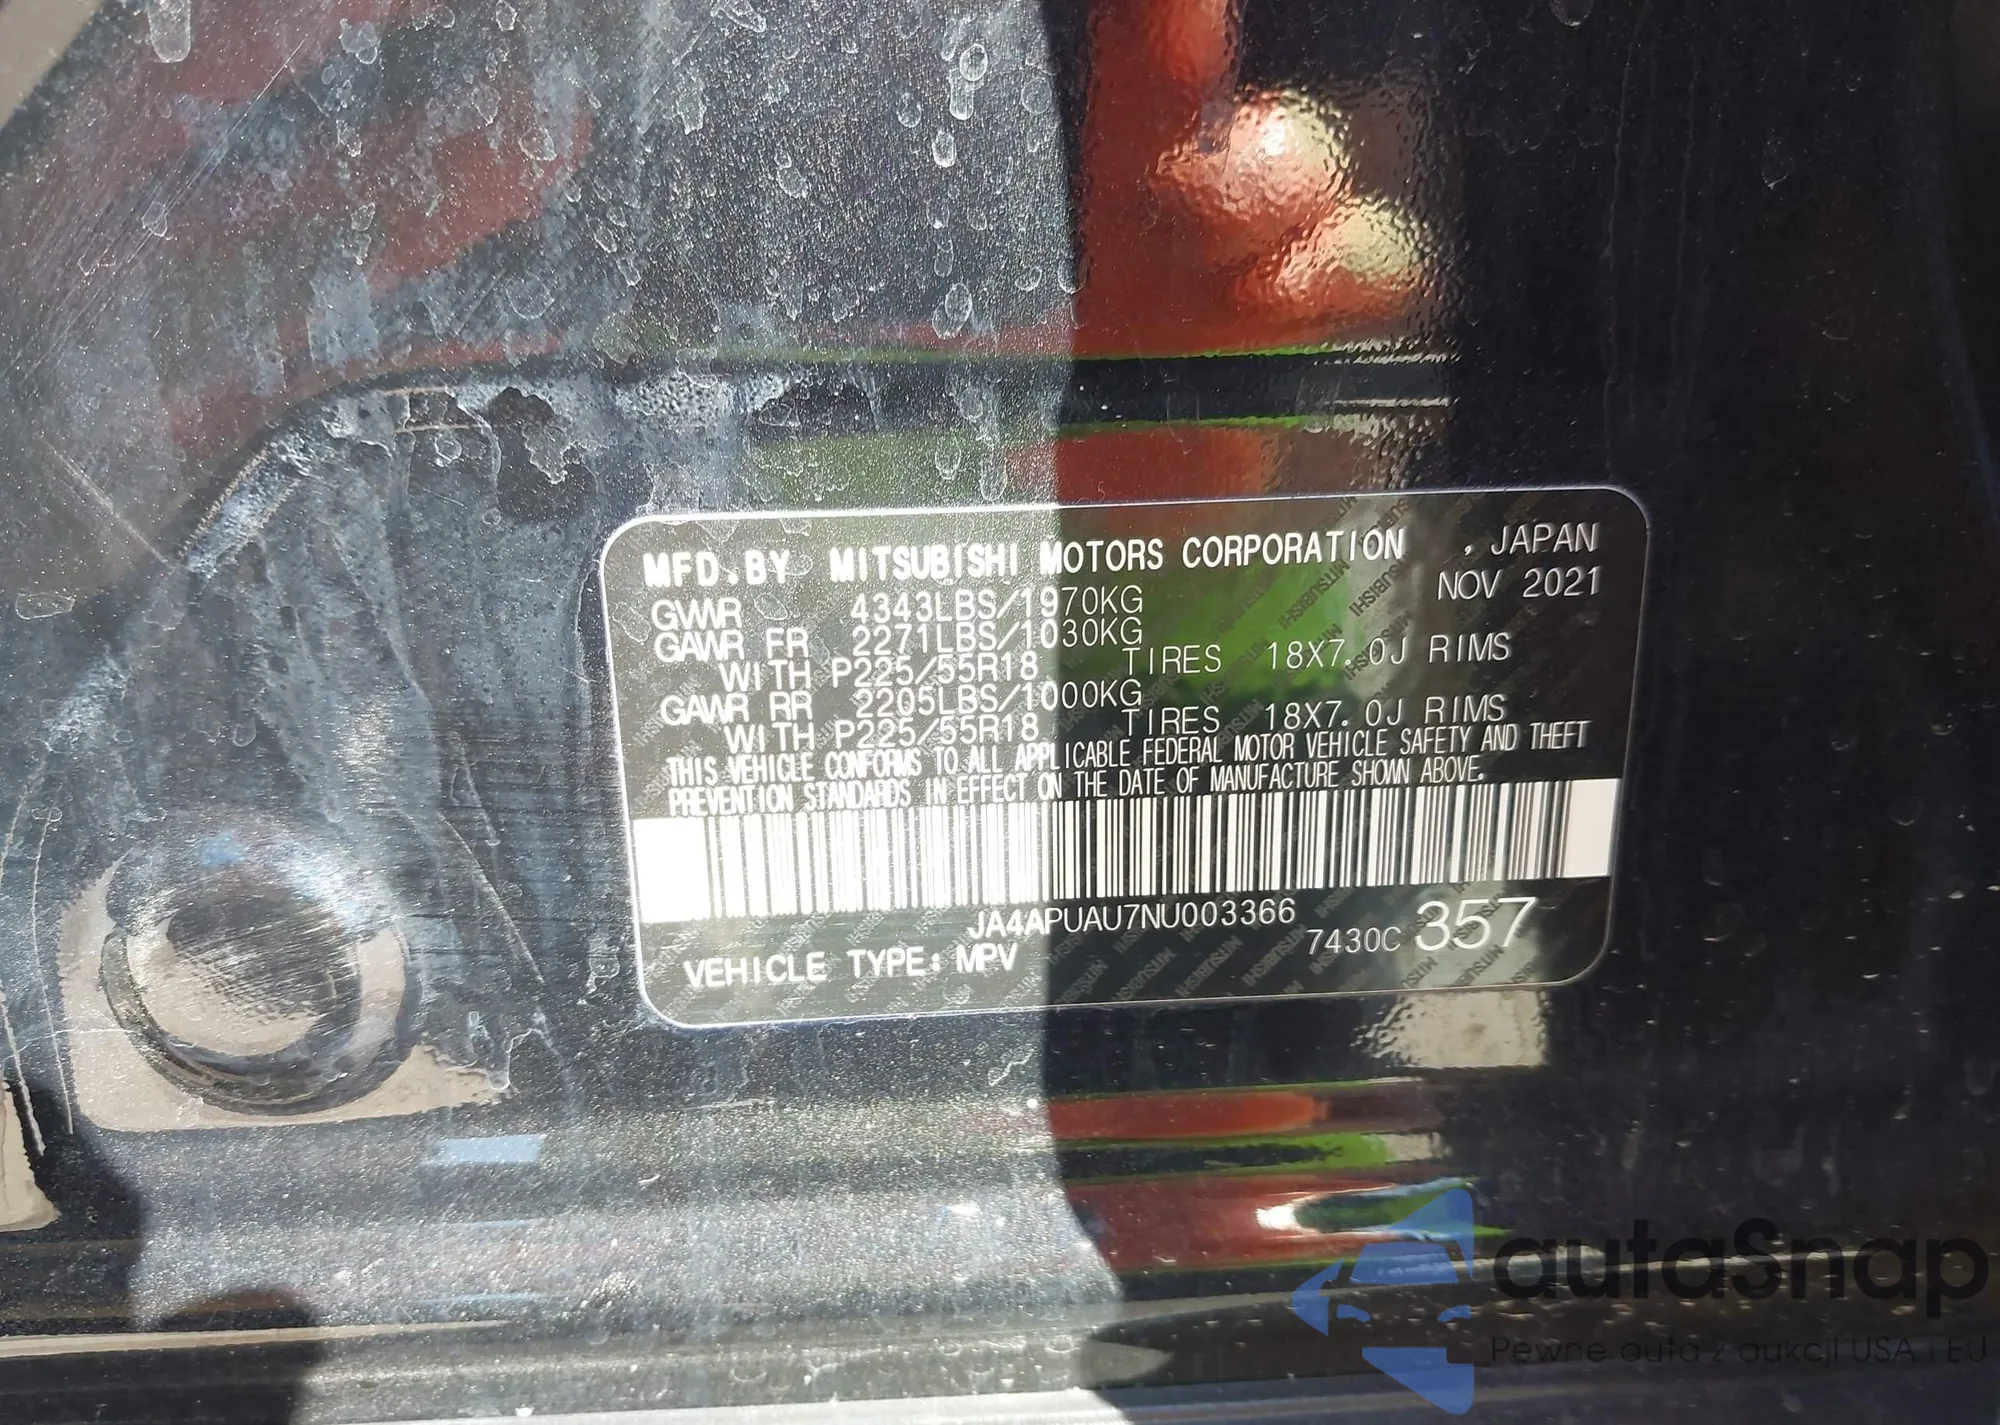 MFD.BY MITSUBISHI MOTORS CORPORATION , JAPAN
NOV 2021
GVWR 4343LBS/1970KG
GAWR FR 2271LBS/1030KG
WITH P225/55R18 TIRES 18X7.0J RIMS
GAWR RR 2205LBS/1000KG
WITH P225/55R18 TIRES 18X7.0J RIMS
THIS VEHICLE CONFORMS TO ALL APPLICABLE FEDERAL MOTOR VEHICLE SAFETY AND THEFT
PREVENTION STANDARDS IN EFFECT ON THE DATE OF MANUFACTURE SHOWN ABOVE.
JA4APUAU7NU003366
7430C 357
VEHICLE TYPE: MPV
autaSnap
Pewne auta z aukcji USA i EU